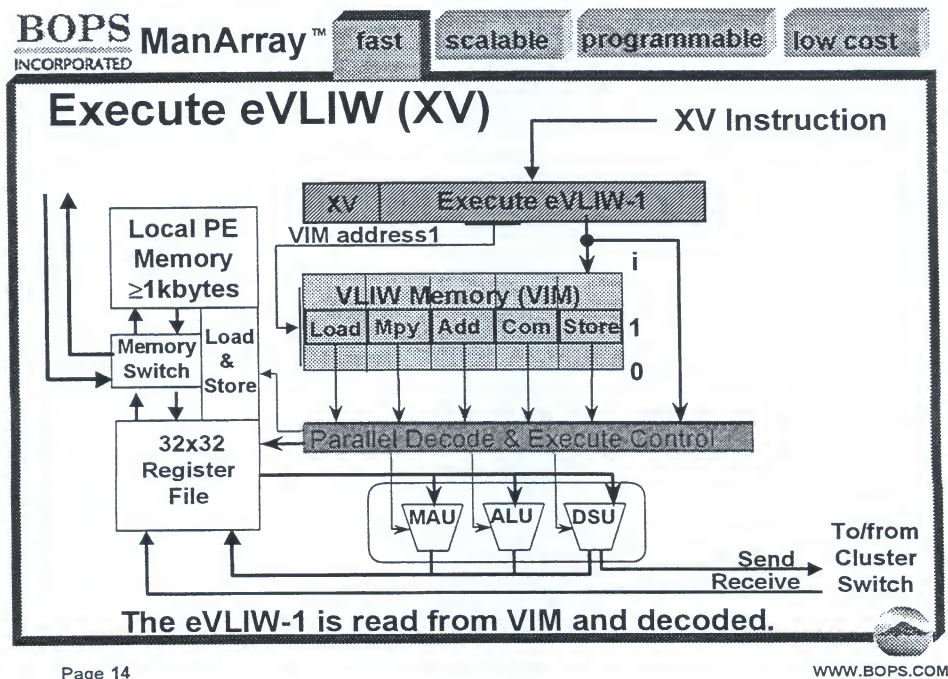 BOPS
INCORPORATED
ManArray™
fast
scalable
programmable
low cost
Execute eVLIW (XV)
XV Instruction
XV
Execute eVLIW-1
VIM address1
Local PE
Memory
≥1kbytes
i
VLIW Memory (VIM)
Load
Mpy
Add
Com
Store
1
0
Memory
Switch
Load
&
Store
Parallel Decode & Execute Control
32x32
Register
File
MAU
ALU
DSU
To/from
Cluster
Switch
Send
Receive
The eVLIW-1 is read from VIM and decoded.
Page 14
WWW.BOPS.COM